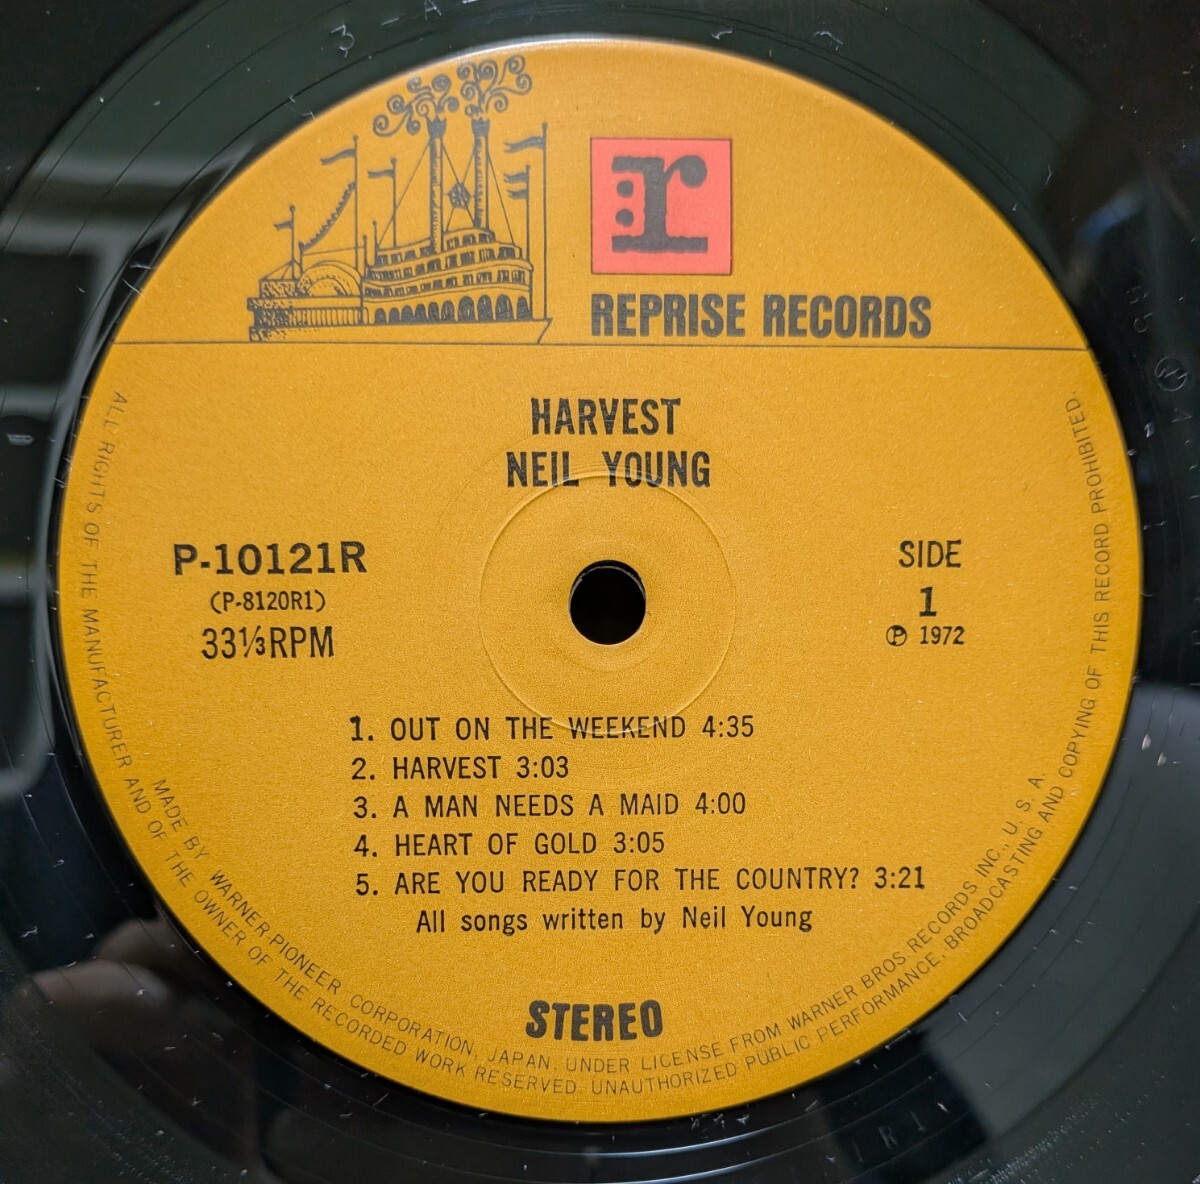 3-A
r
REPRISE RECORDS
HARVEST
NEIL YOUNG
P-10121R
(P-8120R1)
33⅓RPM
SIDE
1
Ⓟ 1972
1. OUT ON THE WEEKEND 4:35
2. HARVEST 3:03
3. A MAN NEEDS A MAID 4:00
4. HEART OF GOLD 3:05
5. ARE YOU READY FOR THE COUNTRY? 3:21
All songs written by Neil Young
STEREO
MADE BY WARNER-PIONEER CORPORATION, JAPAN. UNDER LICENSE FROM WARNER BROS. RECORDS INC., U. S. A.
ALL RIGHTS OF THE MANUFACTURER AND OF THE OWNER OF THE RECORDED WORK RESERVED. UNAUTHORIZED PUBLIC PERFORMANCE, BROADCASTING AND COPYING OF THIS RECORD PROHIBITED.